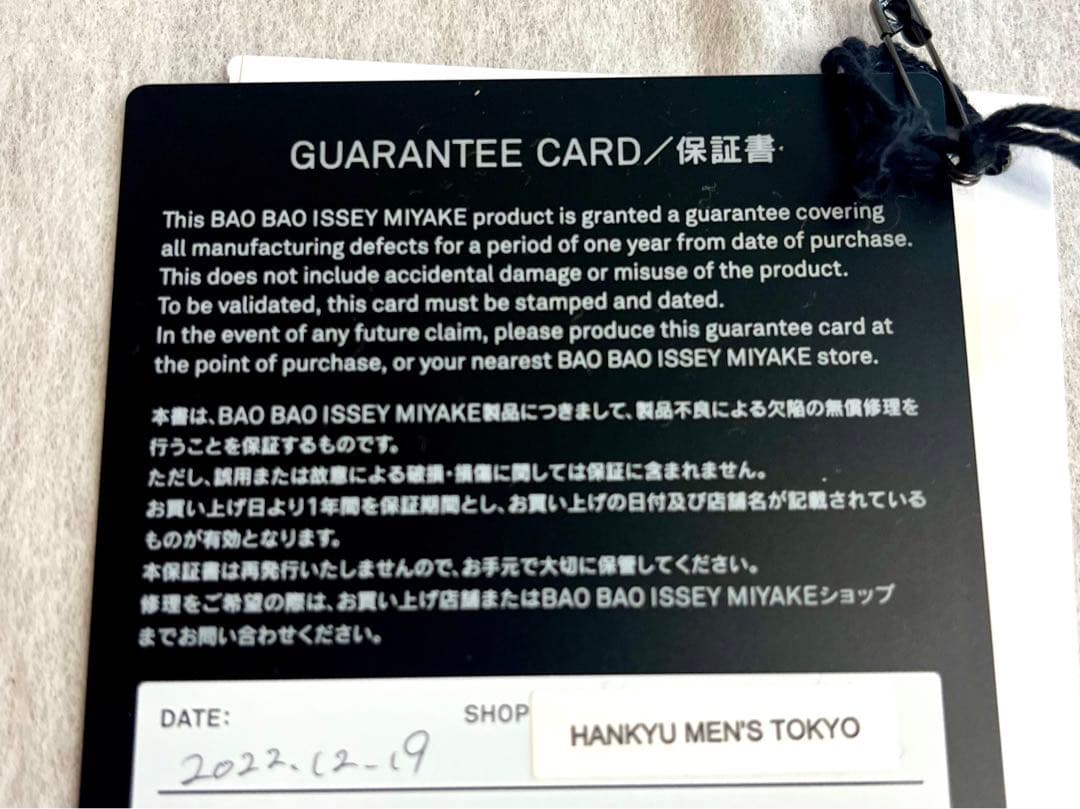 GUARANTEE CARD／保証書
This BAO BAO ISSEY MIYAKE product is granted a guarantee covering
all manufacturing defects for a period of one year from date of purchase.
This does not include accidental damage or misuse of the product.
To be validated, this card must be stamped and dated.
In the event of any future claim, please produce this guarantee card at
the point of purchase, or your nearest BAO BAO ISSEY MIYAKE store.
本書は、BAO BAO ISSEY MIYAKE製品につきまして、製品不良による欠陥の無償修理を
行うことを保証するものです。
ただし、誤用または故意による破損・損傷に関しては保証に含まれません。
お買い上げ日より1年間を保証期間とし、お買い上げの日付及び店舗名が記載されている
ものが有効となります。
本保証書は再発行いたしませんので、お手元で大切に保管してください。
修理をご希望の際は、お買い上げ店舗またはBAO BAO ISSEY MIYAKEショップ
までお問い合わせください。
DATE: SHOP HANKYU MEN'S TOKYO
2022.12-19